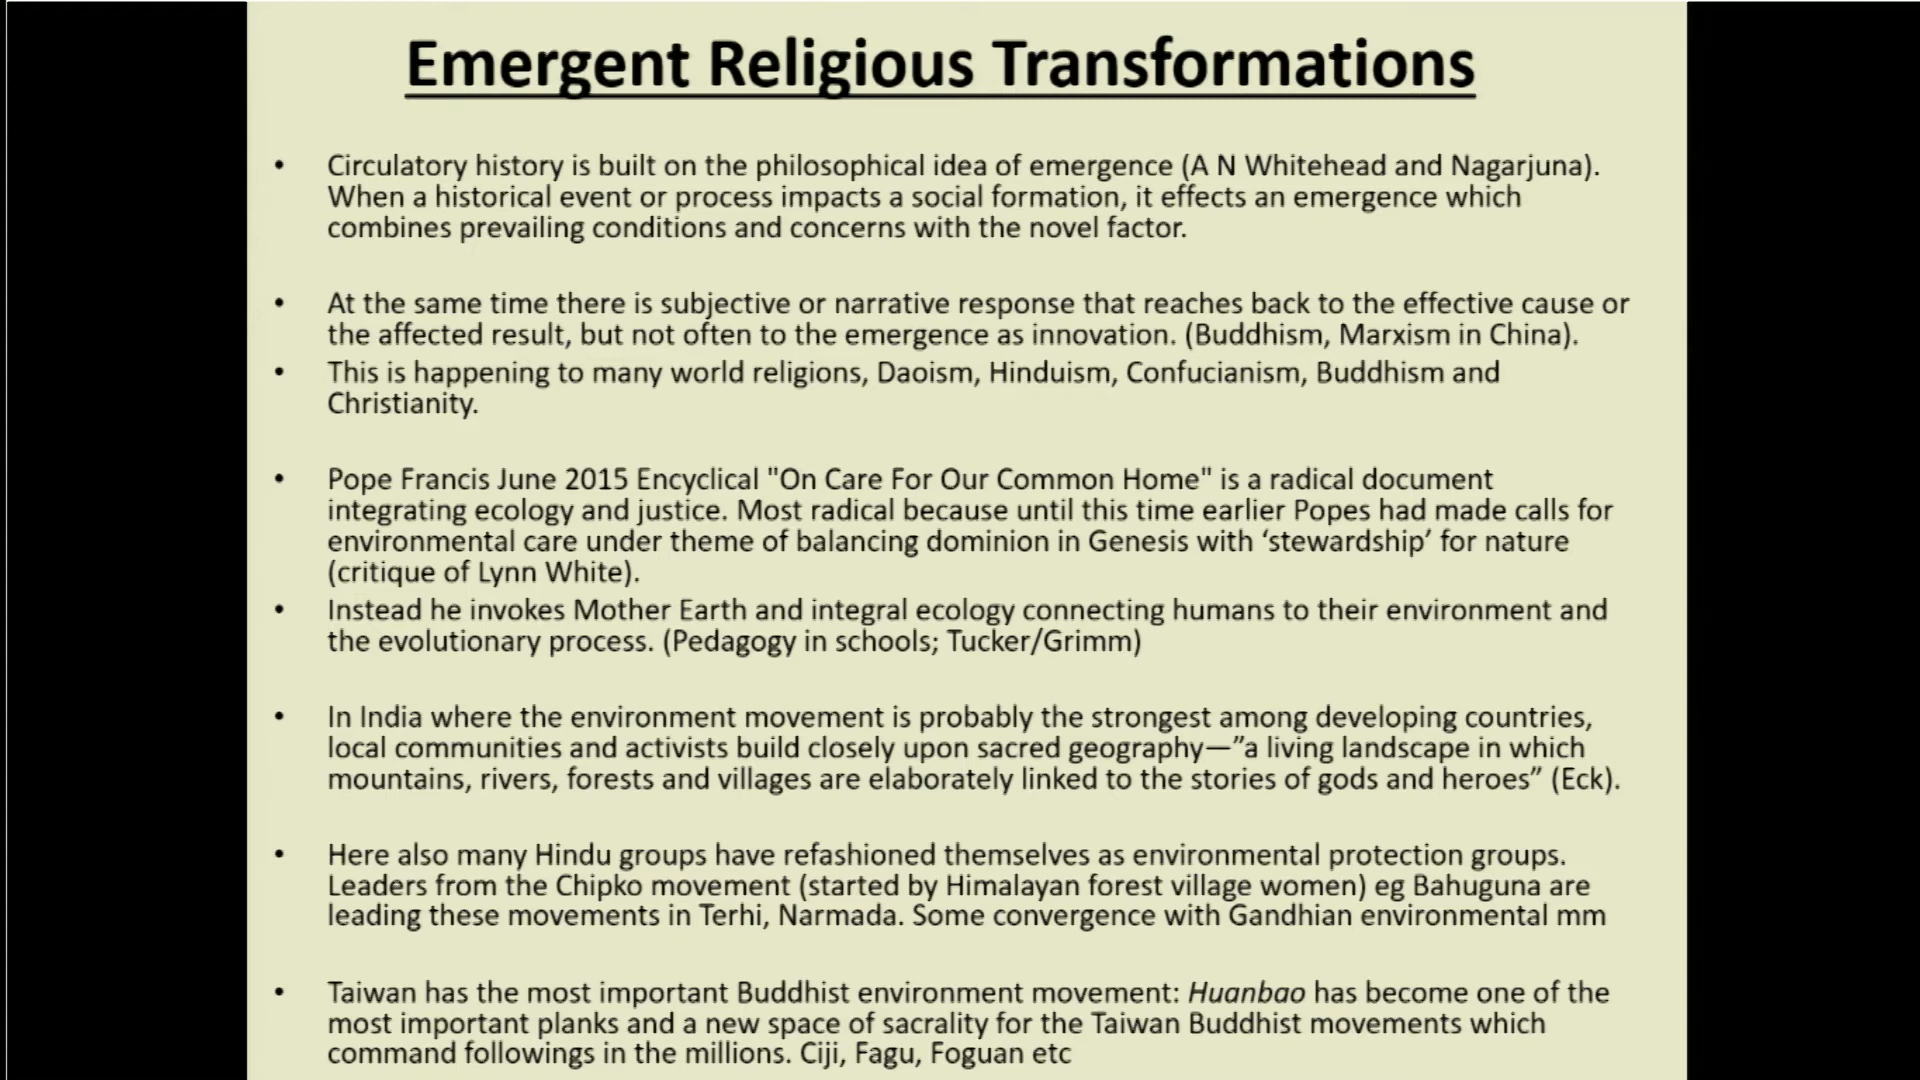 Emergent Religious Transformations
• Circulatory history is built on the philosophical idea of emergence (A N Whitehead and Nagarjuna).
When a historical event or process impacts a social formation, it effects an emergence which
combines prevailing conditions and concerns with the novel factor.
• At the same time there is subjective or narrative response that reaches back to the effective cause or
the affected result, but not often to the emergence as innovation. (Buddhism, Marxism in China).
• This is happening to many world religions, Daoism, Hinduism, Confucianism, Buddhism and
Christianity.
• Pope Francis June 2015 Encyclical "On Care For Our Common Home" is a radical document
integrating ecology and justice. Most radical because until this time earlier Popes had made calls for
environmental care under theme of balancing dominion in Genesis with ‘stewardship’ for nature
(critique of Lynn White).
• Instead he invokes Mother Earth and integral ecology connecting humans to their environment and
the evolutionary process. (Pedagogy in schools; Tucker/Grimm)
• In India where the environment movement is probably the strongest among developing countries,
local communities and activists build closely upon sacred geography—”a living landscape in which
mountains, rivers, forests and villages are elaborately linked to the stories of gods and heroes” (Eck).
• Here also many Hindu groups have refashioned themselves as environmental protection groups.
Leaders from the Chipko movement (started by Himalayan forest village women) eg Bahuguna are
leading these movements in Terhi, Narmada. Some convergence with Gandhian environmental mm
• Taiwan has the most important Buddhist environment movement: Huanbao has become one of the
most important planks and a new space of sacrality for the Taiwan Buddhist movements which
command followings in the millions. Ciji, Fagu, Foguan etc